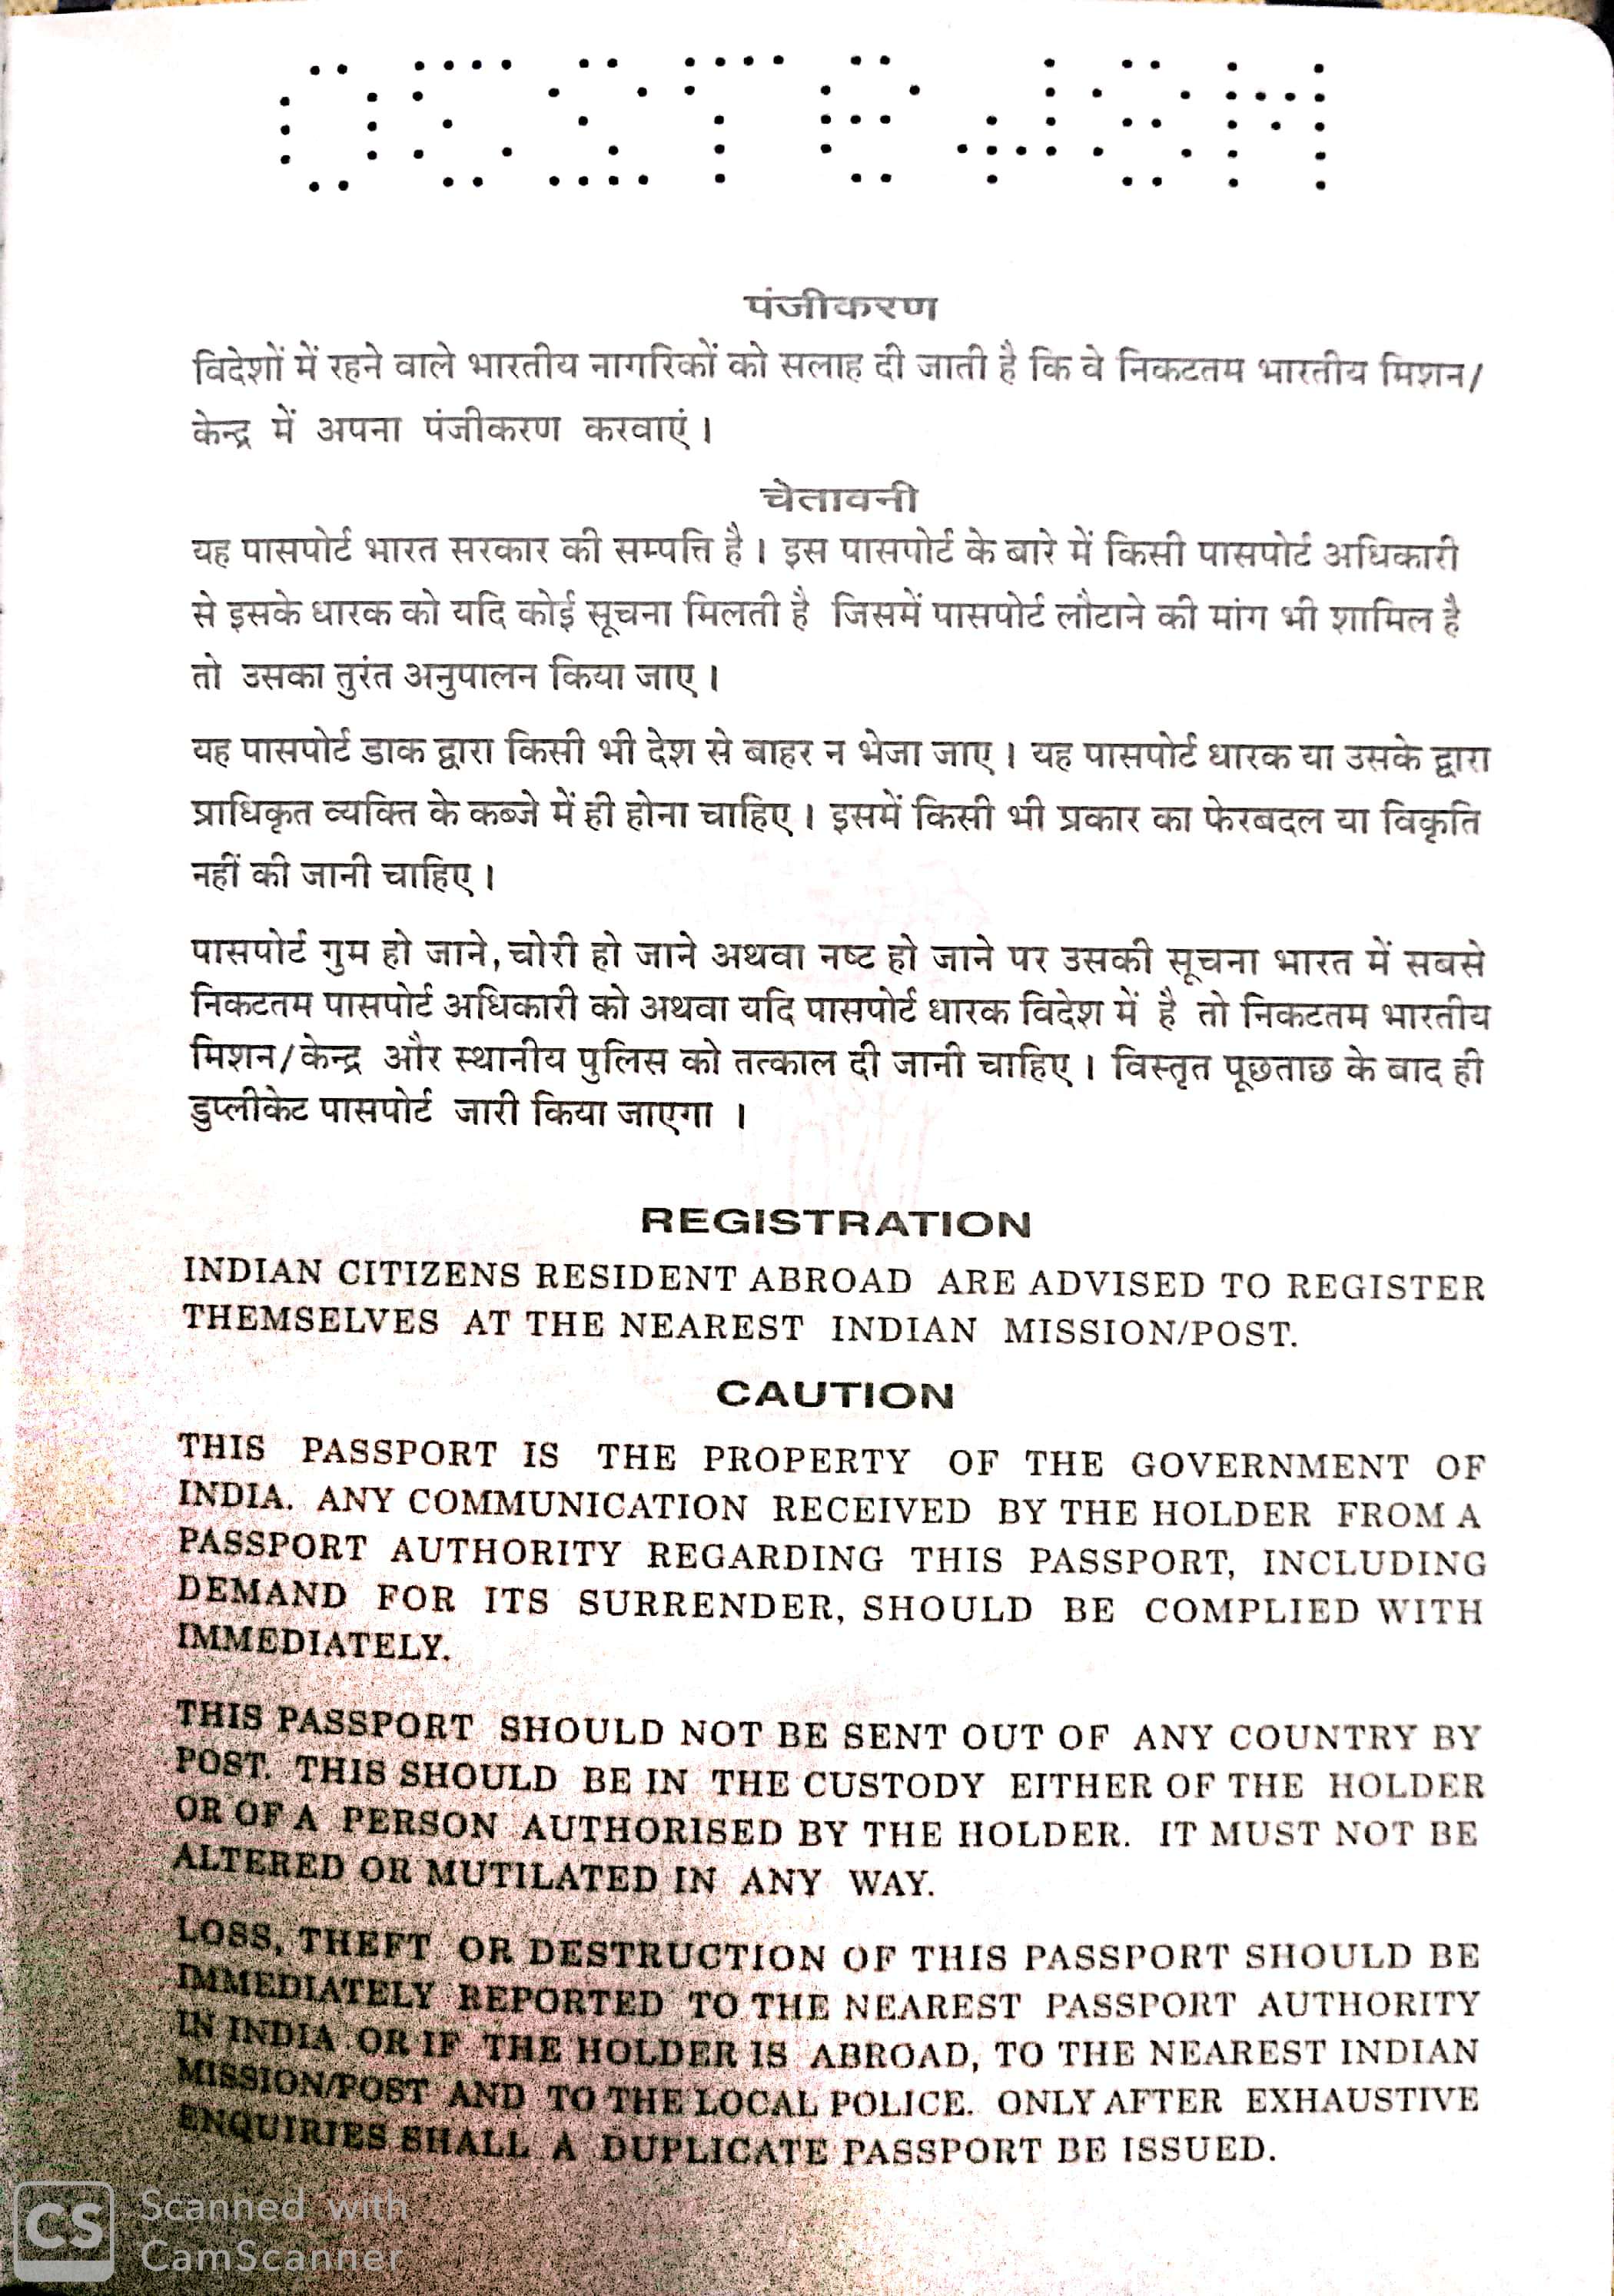 पंजीकरण
विदेशों में रहने वाले भारतीय नागरिकों को सलाह दी जाती है कि वे निकटतम भारतीय मिशन/
केन्द्र में अपना पंजीकरण करवाएं।
चेतावनी
यह पासपोर्ट भारत सरकार की सम्पत्ति है। इस पासपोर्ट के बारे में किसी पासपोर्ट अधिकारी
से इसके धारक को यदि कोई सूचना मिलती है जिसमें पासपोर्ट लौटाने की मांग भी शामिल है
तो उसका तुरंत अनुपालन किया जाए।
यह पासपोर्ट डाक द्वारा किसी भी देश से बाहर न भेजा जाए। यह पासपोर्ट धारक या उसके द्वारा
प्राधिकृत व्यक्ति के कब्जे में ही होना चाहिए। इसमें किसी भी प्रकार का फेरबदल या विकृति
नहीं की जानी चाहिए।
पासपोर्ट गुम हो जाने, चोरी हो जाने अथवा नष्ट हो जाने पर उसकी सूचना भारत में सबसे
निकटतम पासपोर्ट अधिकारी को अथवा यदि पासपोर्ट धारक विदेश में है तो निकटतम भारतीय
मिशन/केन्द्र और स्थानीय पुलिस को तत्काल दी जानी चाहिए। विस्तृत पूछताछ के बाद ही
डुप्लीकेट पासपोर्ट जारी किया जाएगा ।
REGISTRATION
INDIAN CITIZENS RESIDENT ABROAD ARE ADVISED TO REGISTER
THEMSELVES AT THE NEAREST INDIAN MISSION/POST.
CAUTION
THIS PASSPORT IS THE PROPERTY OF THE GOVERNMENT OF
INDIA. ANY COMMUNICATION RECEIVED BY THE HOLDER FROM A
PASSPORT AUTHORITY REGARDING THIS PASSPORT, INCLUDING
DEMAND FOR ITS SURRENDER, SHOULD BE COMPLIED WITH
IMMEDIATELY.
THIS PASSPORT SHOULD NOT BE SENT OUT OF ANY COUNTRY BY
POST. THIS SHOULD BE IN THE CUSTODY EITHER OF THE HOLDER
OR OF A PERSON AUTHORISED BY THE HOLDER. IT MUST NOT BE
ALTERED OR MUTILATED IN ANY WAY.
LOSS, THEFT OR DESTRUCTION OF THIS PASSPORT SHOULD BE
IMMEDIATELY REPORTED TO THE NEAREST PASSPORT AUTHORITY
IN INDIA OR IF THE HOLDER IS ABROAD, TO THE NEAREST INDIAN
MISSION/POST AND TO THE LOCAL POLICE. ONLY AFTER EXHAUSTIVE
ENQUIRIES SHALL A DUPLICATE PASSPORT BE ISSUED.
CS Scanned with
CamScanner